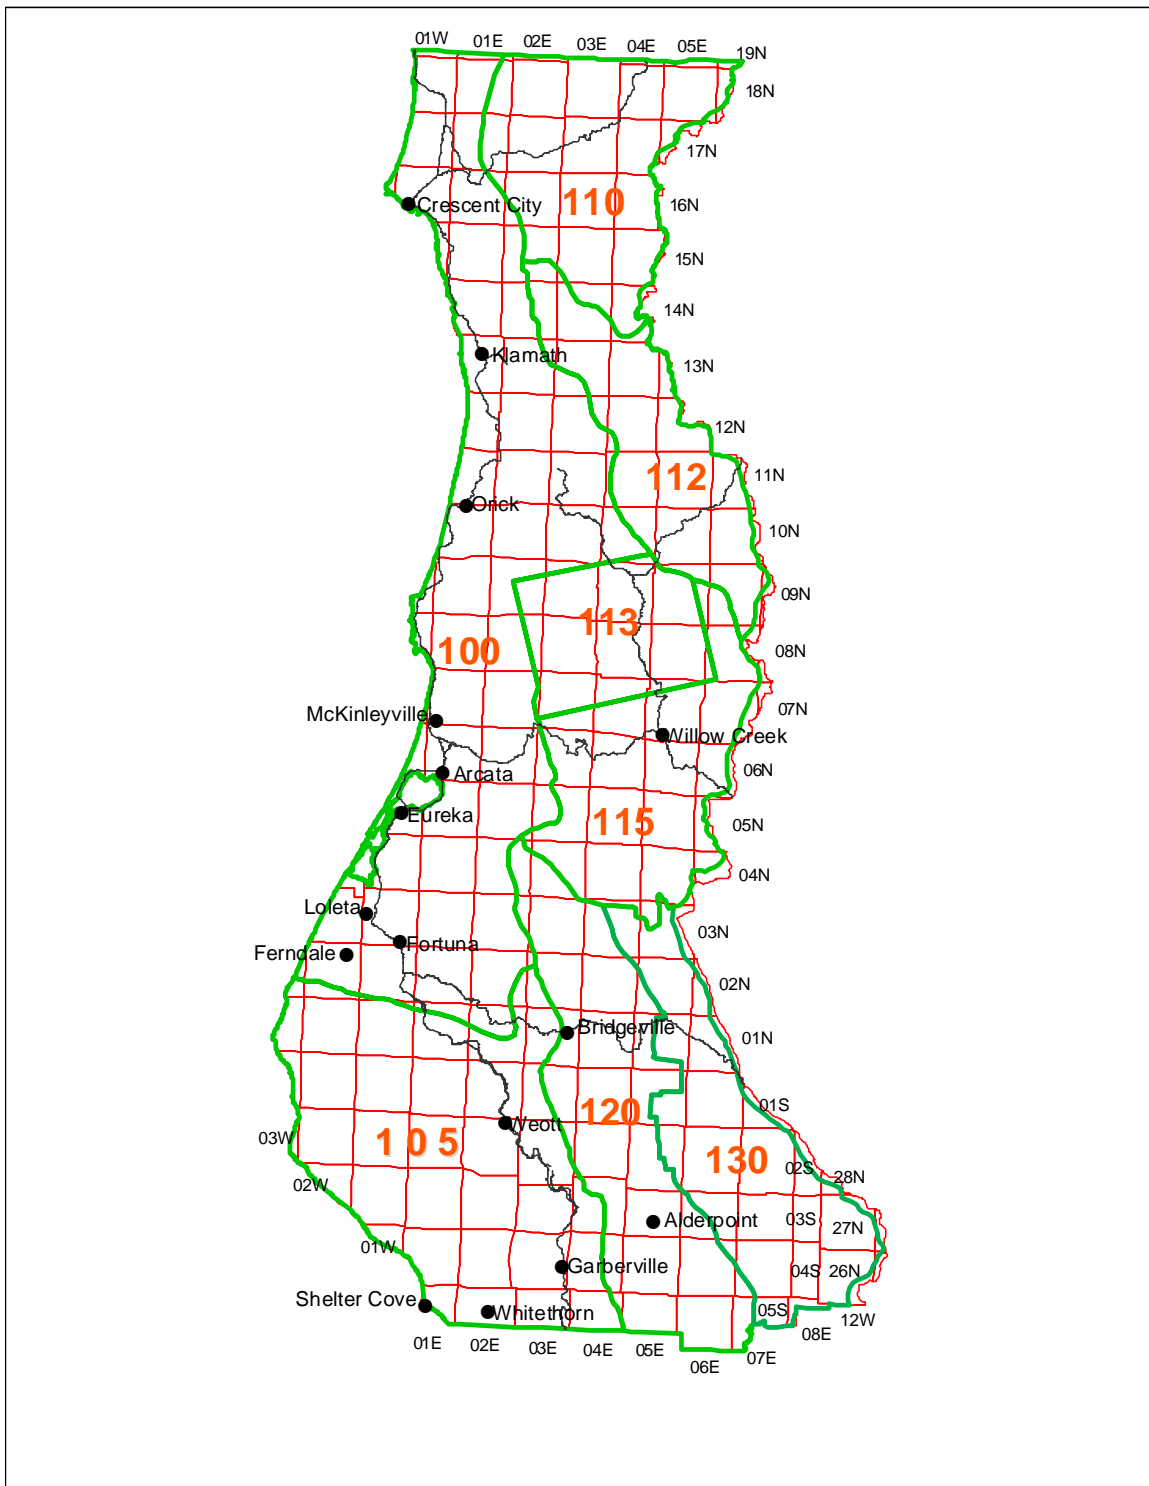 01W 01E 02E 03E 04E 05E 19N
18N
17N
Crescent City 110 16N
15N
14N
Klamath 13N
12N
112 11N
Orick
10N
09N
113
100 08N
07N
McKinleyville
Willow Creek
06N
Arcata
Eureka 115 05N
04N
Loleta
03N
Fortuna
Ferndale
02N
Bridgeville 01N
120 01S
Weott
03W 1 0 5 130
02S 28N
02W
Alderpoint 03S 27N
01W
Garberville 04S 26N
Shelter Cove Whitethorn 05S 12W
01E 02E 03E 04E 05E 08E
06E 07E